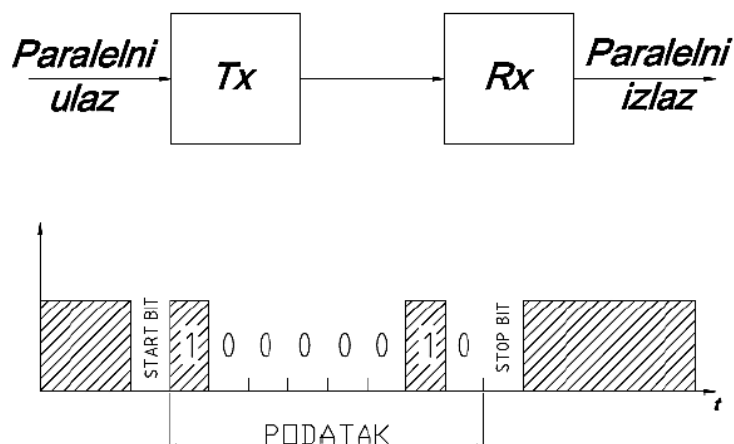 Paralelni ulaz
Tx
Rx
Paralelni izlaz
START BIT
1 0 0 0 0 0 1 0
STOP BIT
t
PODATAK